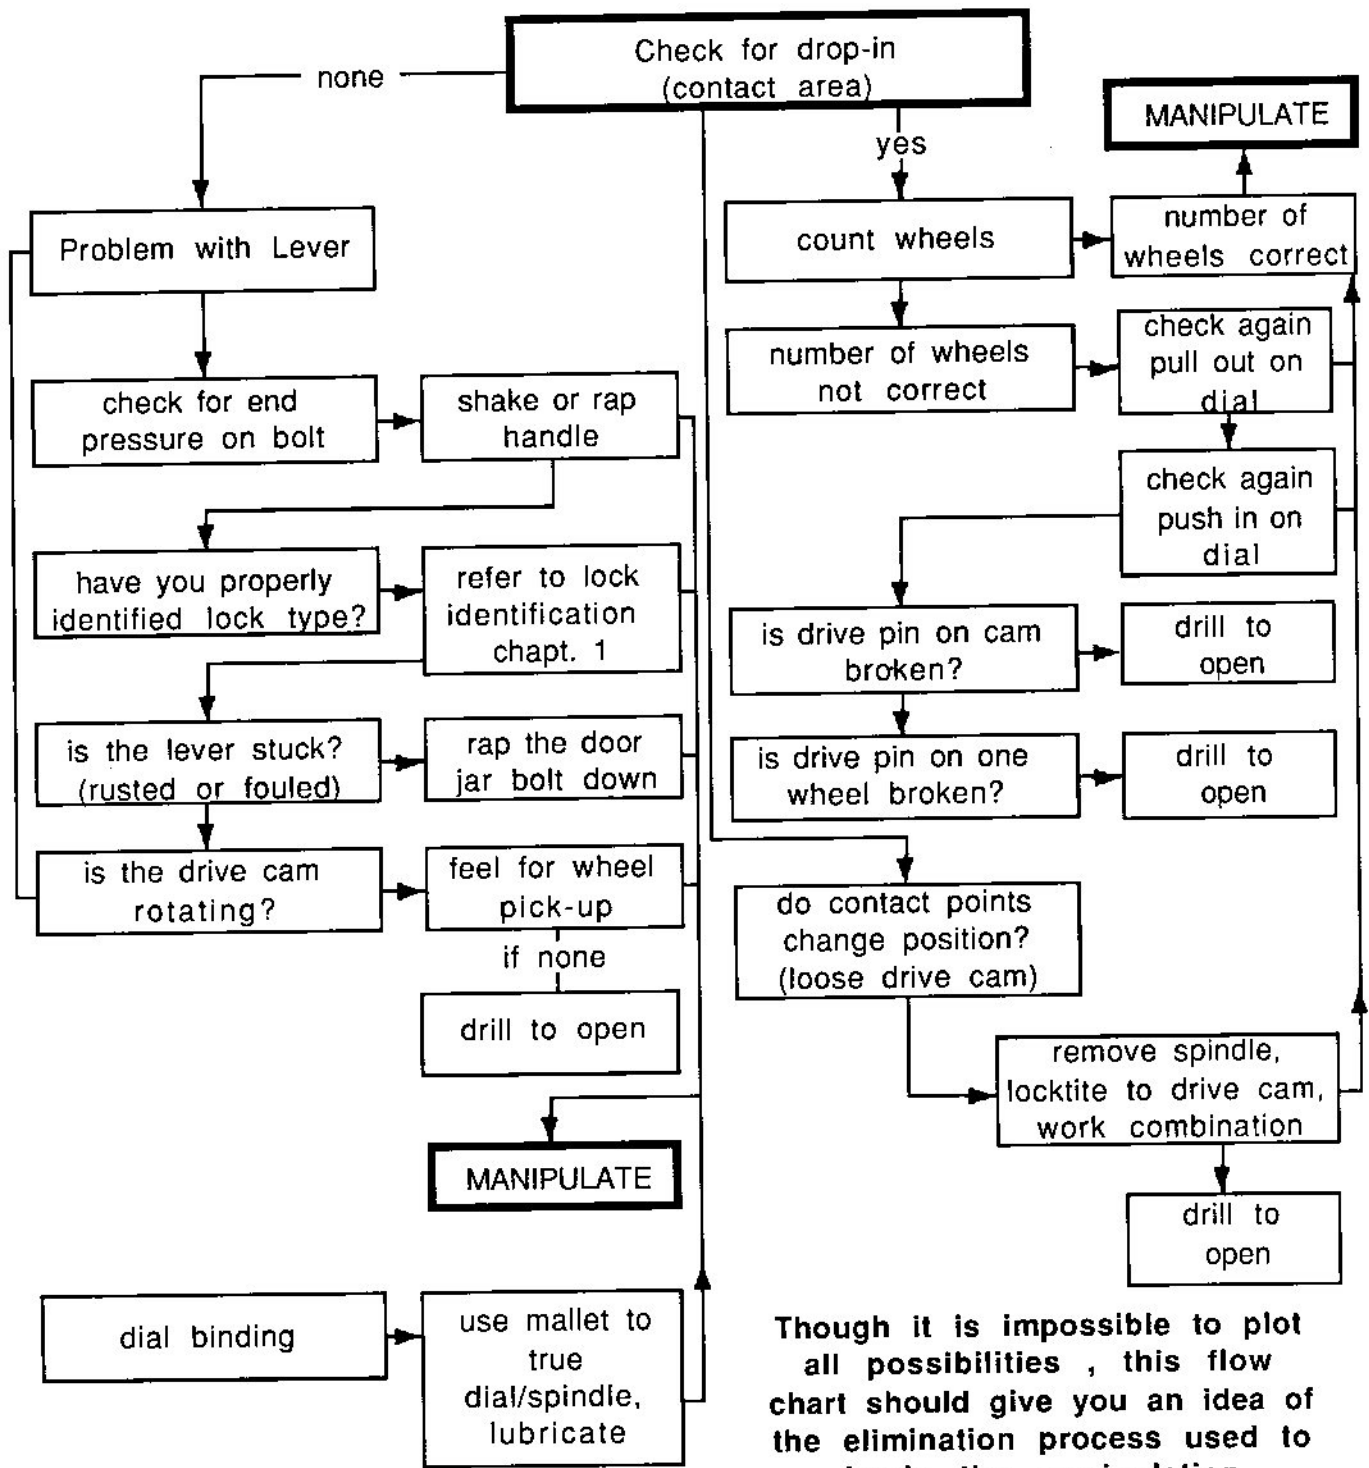 Check for drop-in
(contact area)
none
yes
MANIPULATE
Problem with Lever
count wheels
number of
wheels correct
check for end
pressure on bolt
shake or rap
handle
number of wheels
not correct
check again
pull out on
dial
check again
push in on
dial
have you properly
identified lock type?
refer to lock
identification
chapt. 1
is drive pin on cam
broken?
drill to
open
is the lever stuck?
(rusted or fouled)
rap the door
jar bolt down
is drive pin on one
wheel broken?
drill to
open
is the drive cam
rotating?
feel for wheel
pick-up
if none
drill to open
do contact points
change position?
(loose drive cam)
remove spindle,
locktite to drive cam,
work combination
drill to
open
MANIPULATE
dial binding
use mallet to
true
dial/spindle,
lubricate
Though it is impossible to plot
all possibilities , this flow
chart should give you an idea of
the elimination process used to